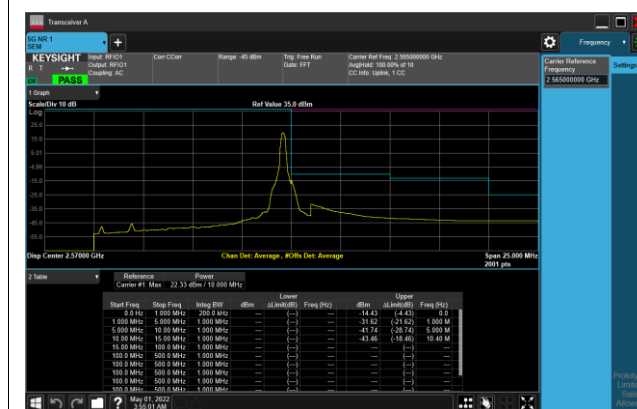 Transceiver A
5G NR 1
SEM
Frequency
KEYSIGHT
Input: RFIO1
Corr CCorr
Range: -45 dBm
Trig: Free Run
Carrier Ref Freq: 2.565000000 GHz
R T
Output: RFIO1
Gate: FFT
Avg|Hold: 100.00% of 10
Coupling: AC
CC Info: Uplink, 1 CC
PASS
Carrier Reference
Frequency
2.565000000 GHz
Settings
1 Graph
Scale/Div 10 dB
Ref Value 35.0 dBm
Log
25.0
15.0
5.01
-4.99
-15.0
-25.0
-35.0
-45.0
-55.0
Disp Center 2.57000 GHz
Chan Det: Average , #Offs Det: Average
Span 25.000 MHz
2001 pts
2 Table
Reference Power
Carrier #1 Max 22.33 dBm / 10.000 MHz
Lower Upper
Start Freq Stop Freq Integ BW dBm ΔLimit(dB) Freq (Hz) dBm ΔLimit(dB) Freq (Hz)
0.0 Hz 1.000 MHz 200.0 kHz --- (---) --- -14.43 (-4.43) 0.0
1.000 MHz 5.000 MHz 1.000 MHz --- (---) --- -31.62 (-21.62) 1.000 M
5.000 MHz 10.00 MHz 1.000 MHz --- (---) --- -41.74 (-28.74) 5.000 M
10.00 MHz 15.00 MHz 1.000 MHz --- (---) --- -43.46 (-18.46) 10.40 M
15.00 MHz 100.0 MHz 1.000 MHz --- (---) --- --- (---) ---
100.0 MHz 500.0 MHz 1.000 MHz --- (---) --- --- (---) ---
100.0 MHz 500.0 MHz 1.000 MHz --- (---) --- --- (---) ---
100.0 MHz 500.0 MHz 1.000 MHz --- (---) --- --- (---) ---
100.0 MHz 500.0 MHz 1.000 MHz --- (---) --- --- (---) ---
100.0 MHz 500.0 MHz 1.000 MHz --- (---) --- --- (---) ---
May 01, 2022
3:55:01 AM